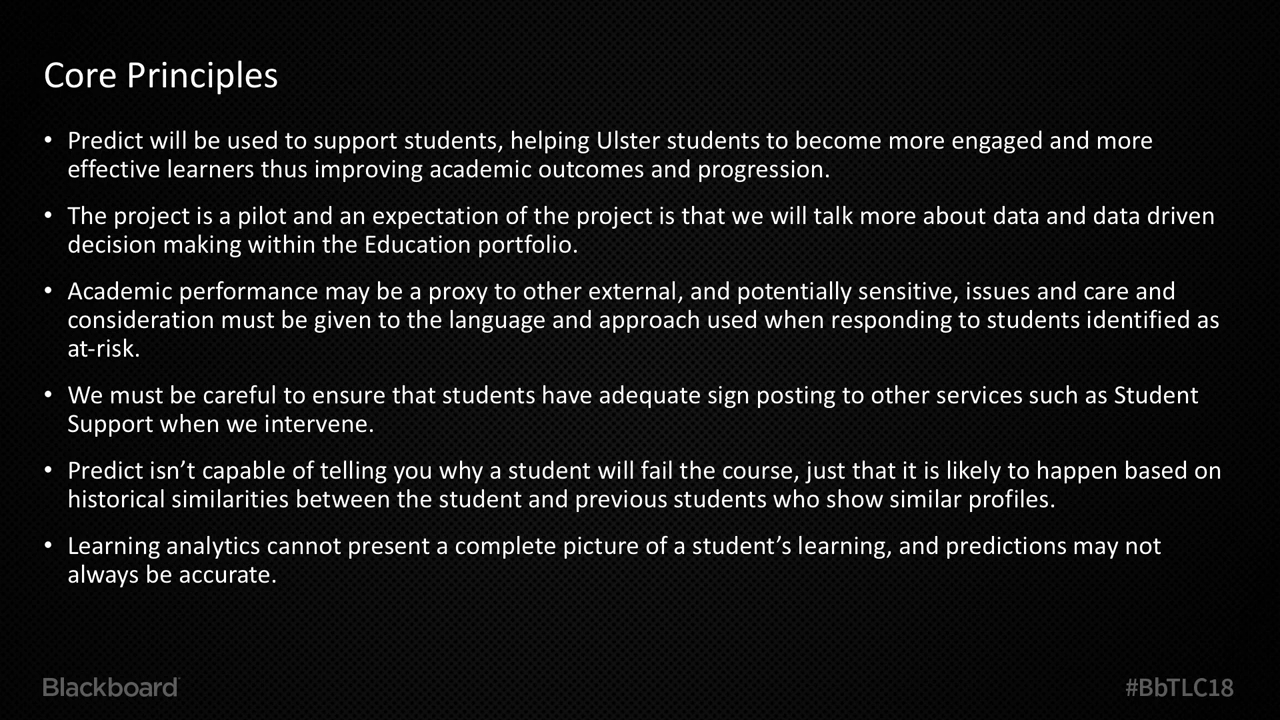 Core Principles
• Predict will be used to support students, helping Ulster students to become more engaged and more
effective learners thus improving academic outcomes and progression.
• The project is a pilot and an expectation of the project is that we will talk more about data and data driven
decision making within the Education portfolio.
• Academic performance may be a proxy to other external, and potentially sensitive, issues and care and
consideration must be given to the language and approach used when responding to students identified as
at-risk.
• We must be careful to ensure that students have adequate sign posting to other services such as Student
Support when we intervene.
• Predict isn’t capable of telling you why a student will fail the course, just that it is likely to happen based on
historical similarities between the student and previous students who show similar profiles.
• Learning analytics cannot present a complete picture of a student’s learning, and predictions may not
always be accurate.
Blackboard
#BbTLC18